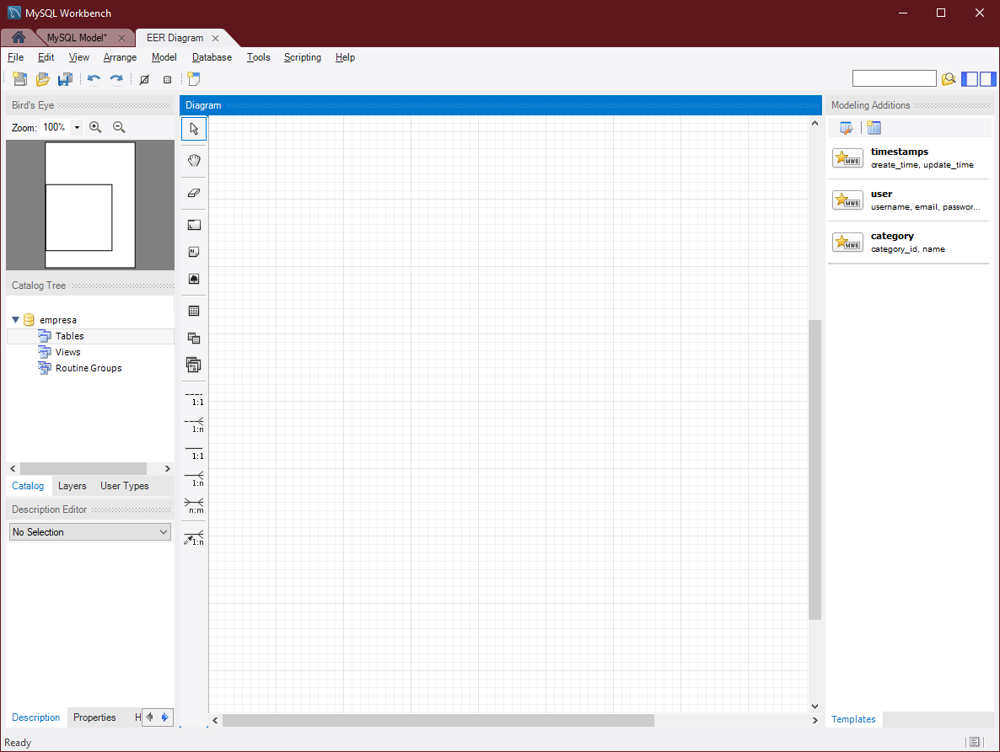 MySQL Workbench
MySQL Model* EER Diagram
File Edit View Arrange Model Database Tools Scripting Help
Bird's Eye
Zoom: 100%
Catalog Tree
empresa
Tables
Views
Routine Groups
Catalog Layers User Types
Description Editor
No Selection
Description Properties H
Diagram
L
N
1:1
1:n
1:1
1:n
n:m
1:n
Modeling Additions
MWB
timestamps
create_time, update_time
MWB
user
username, email, passwor...
MWB
category
category_id, name
Templates
Ready